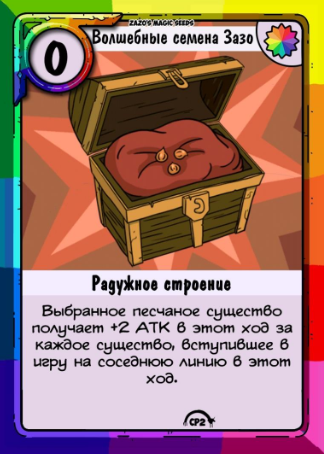 ZAZO'S MAGIC SEEDS
0
Волшебные семена Зазо
Радужное строение
Выбранное песчаное существо
получает +2 АТК в этот ход за
каждое существо, вступившее в
игру на соседнюю линию в этот
ход.
CP2